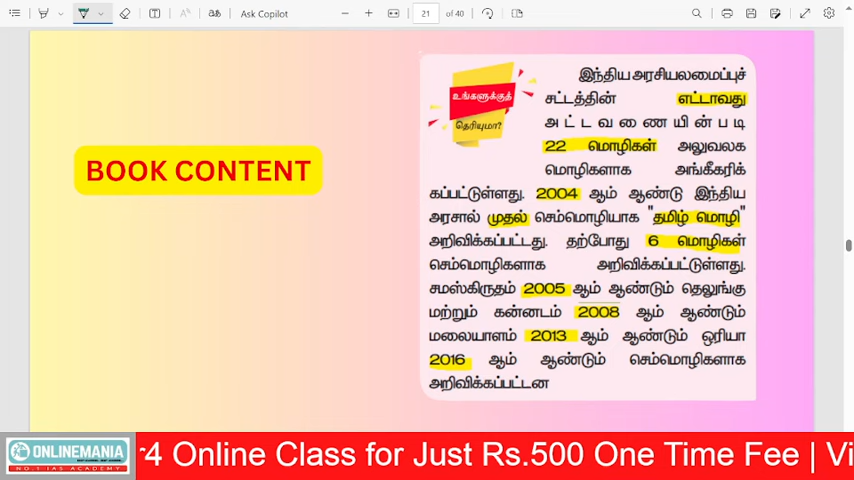 Ask Copilot
21
of 40
BOOK CONTENT
உங்களுக்குத்
தெரியுமா?
இந்திய அரசியலமைப்புச்
சட்டத்தின் எட்டாவது
அட்டவணையின்படி
22 மொழிகள் அலுவலக
மொழிகளாக அங்கீகரிக்
கப்பட்டுள்ளது. 2004 ஆம் ஆண்டு இந்திய
அரசால் முதல் செம்மொழியாக "தமிழ் மொழி"
அறிவிக்கப்பட்டது. தற்போது 6 மொழிகள்
செம்மொழிகளாக அறிவிக்கப்பட்டுள்ளது.
சமஸ்கிருதம் 2005 ஆம் ஆண்டும் தெலுங்கு
மற்றும் கன்னடம் 2008 ஆம் ஆண்டும்
மலையாளம் 2013 ஆம் ஆண்டும் ஒரியா
2016 ஆம் ஆண்டும் செம்மொழிகளாக
அறிவிக்கப்பட்டன
ONLINEMANIA
NO.1 IAS ACADEMY
r4 Online Class for Just Rs.500 One Time Fee | Vi